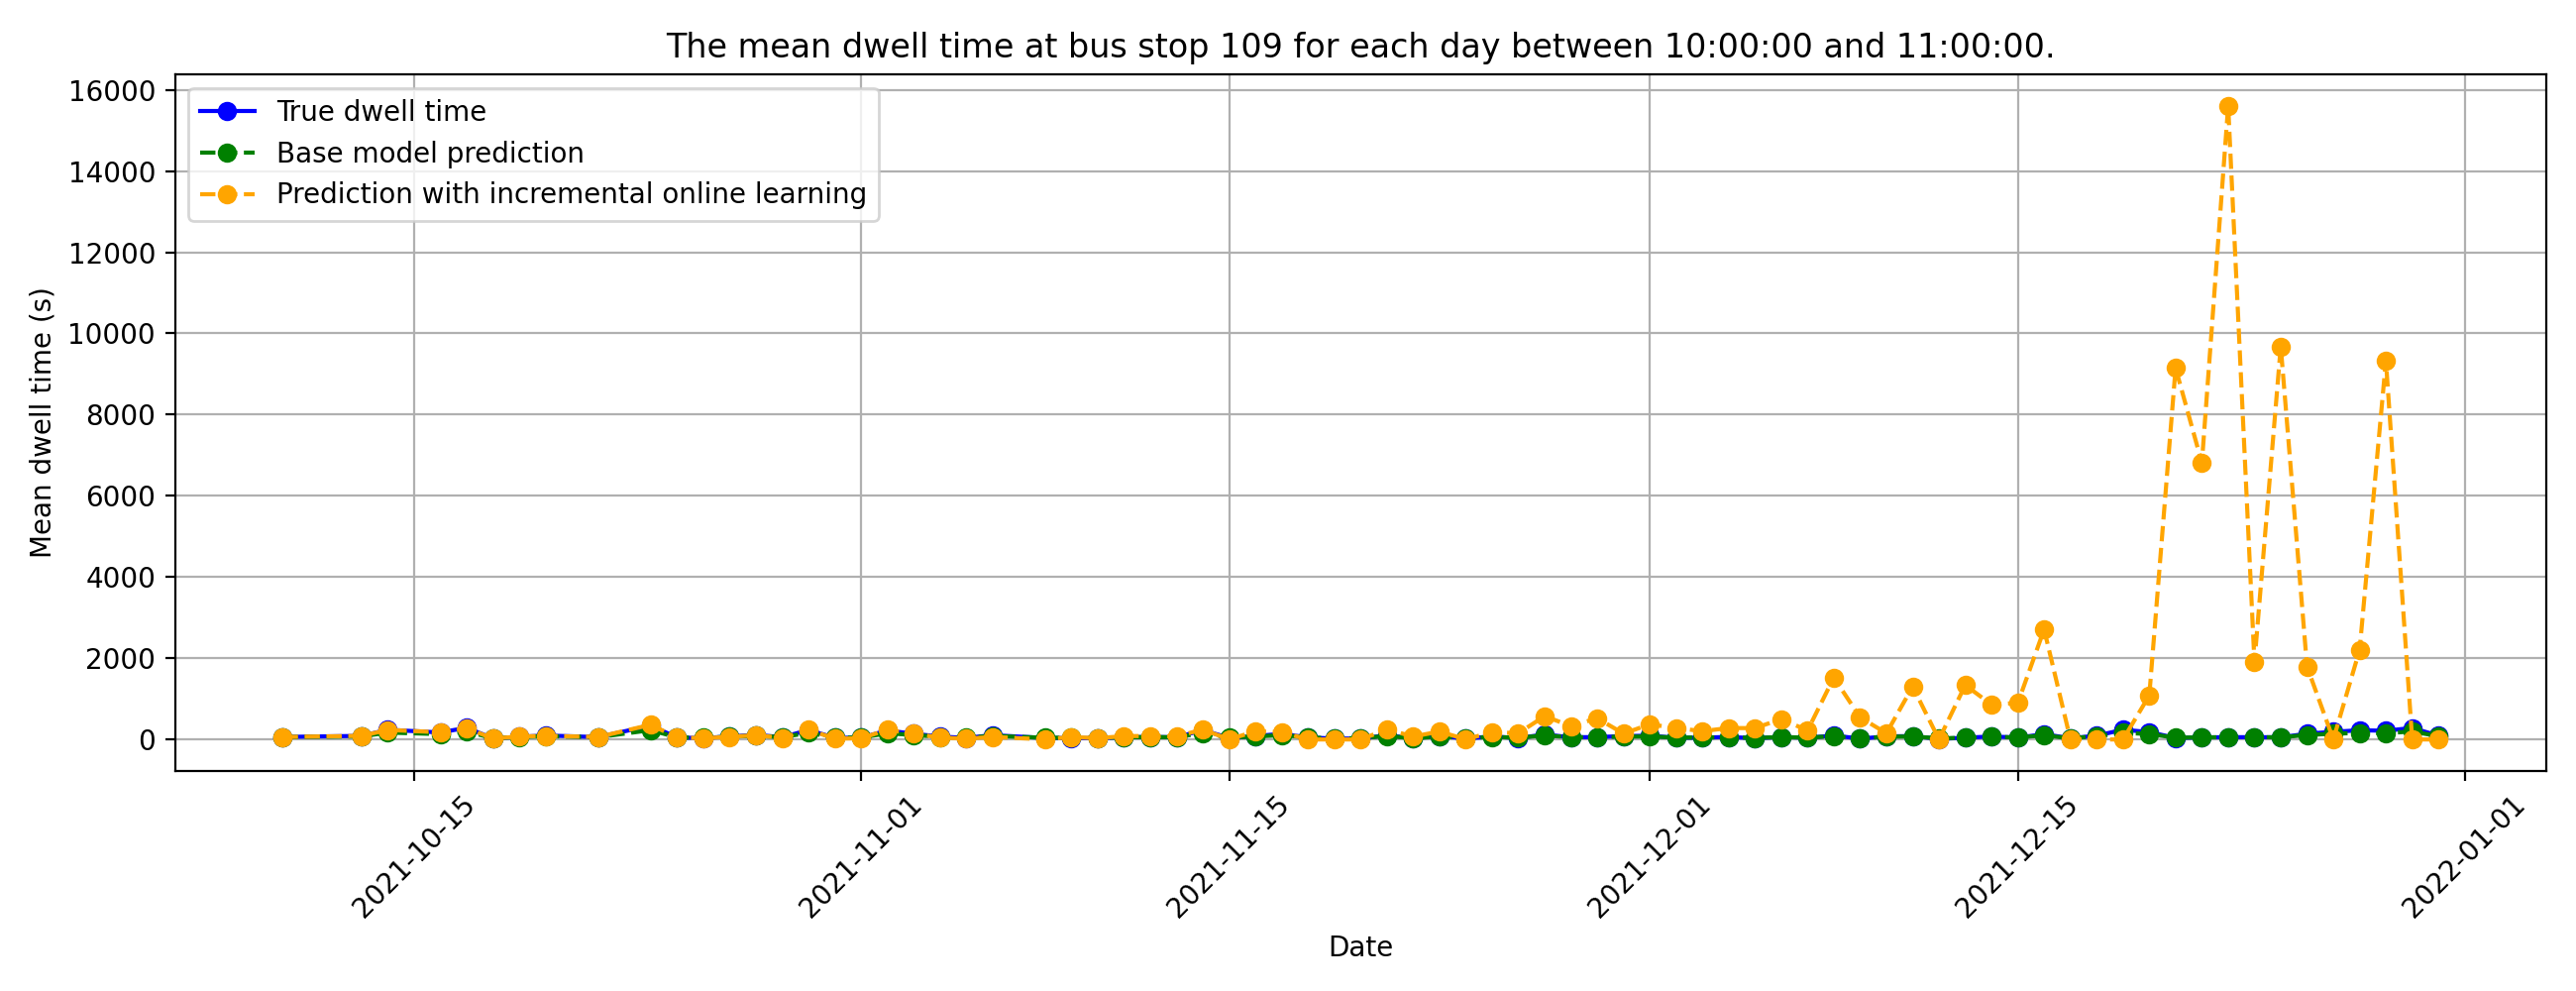 The mean dwell time at bus stop 109 for each day between 10:00:00 and 11:00:00.
True dwell time
Base model prediction
Prediction with incremental online learning
Mean dwell time (s)
16000
14000
12000
10000
8000
6000
4000
2000
0
2021-10-15
2021-11-01
2021-11-15
2021-12-01
2021-12-15
2022-01-01
Date